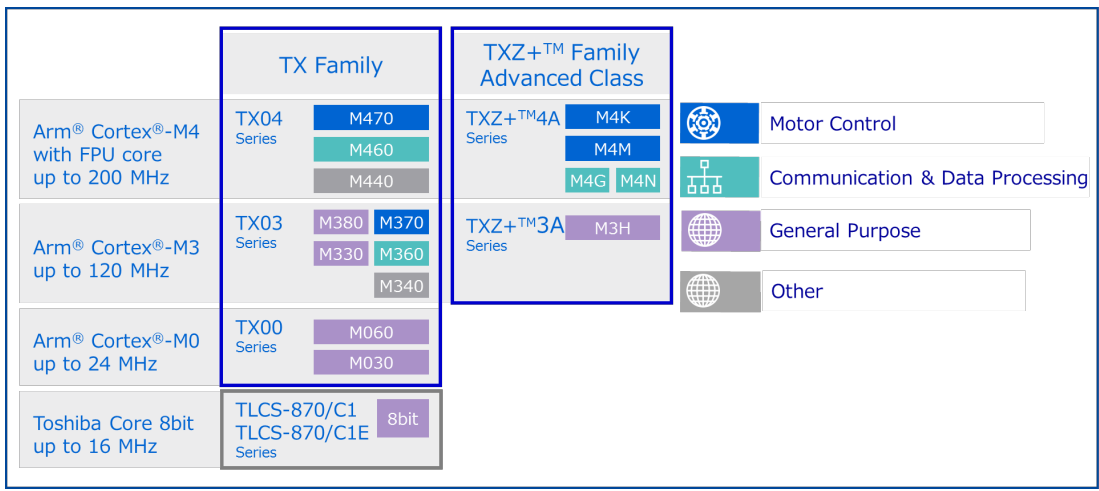 TX Family
TXZ+™ Family
Advanced Class
Arm® Cortex®-M4
with FPU core
up to 200 MHz
TX04
Series
M470
M460
M440
TXZ+™4A
Series
M4K
M4M
M4G M4N
Arm® Cortex®-M3
up to 120 MHz
TX03
Series
M380 M370
M330 M360
M340
TXZ+™3A
Series
M3H
Arm® Cortex®-M0
up to 24 MHz
TX00
Series
M060
M030
Toshiba Core 8bit
up to 16 MHz
TLCS-870/C1
TLCS-870/C1E
Series
8bit
Motor Control
Communication & Data Processing
General Purpose
Other